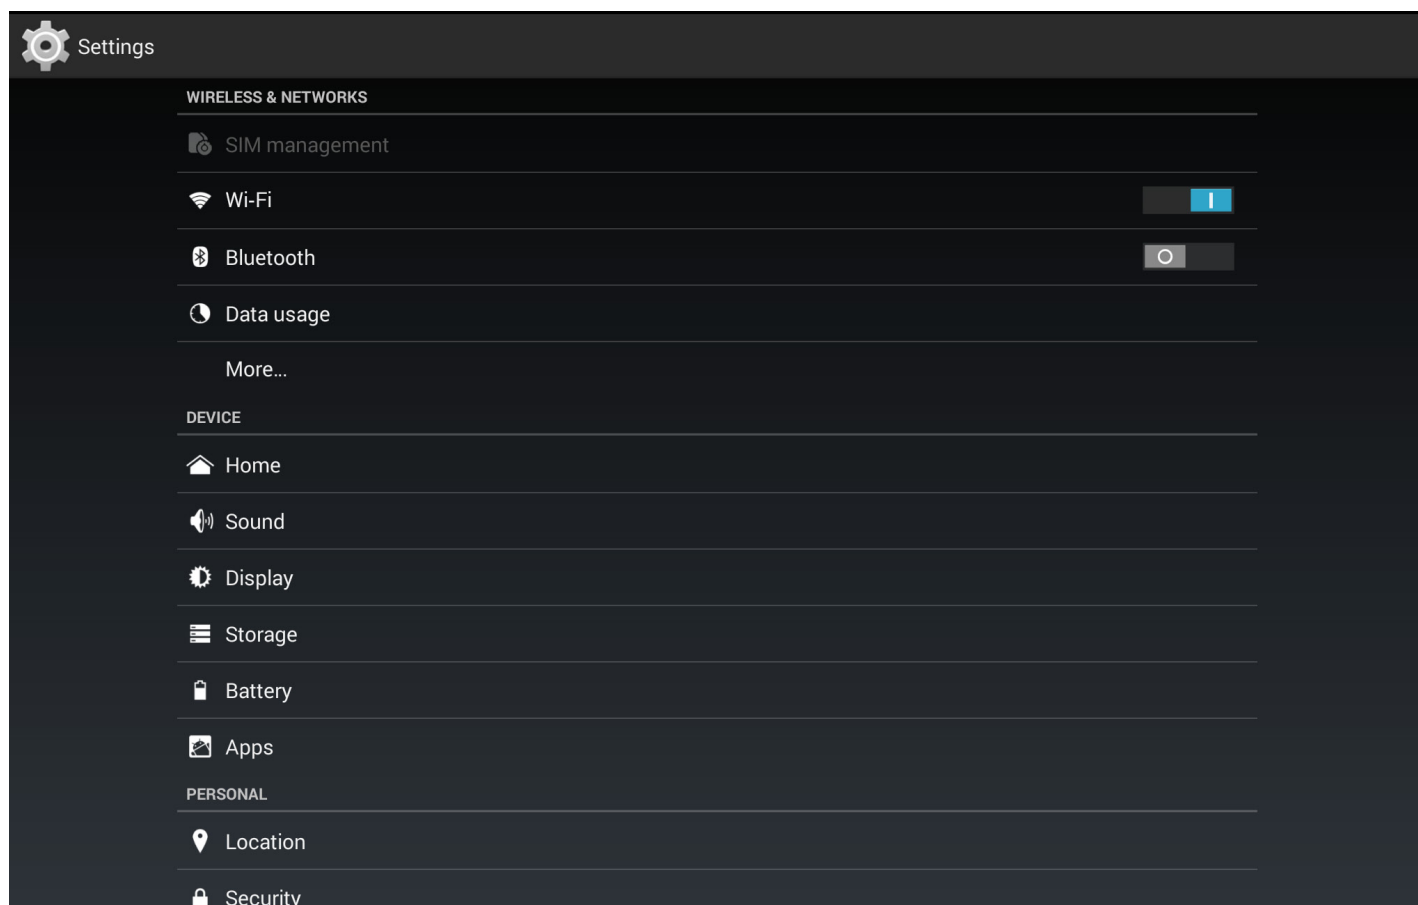 Settings
WIRELESS & NETWORKS
SIM management
Wi-Fi
Bluetooth
Data usage
More...
DEVICE
Home
Sound
Display
Storage
Battery
Apps
PERSONAL
Location
Security